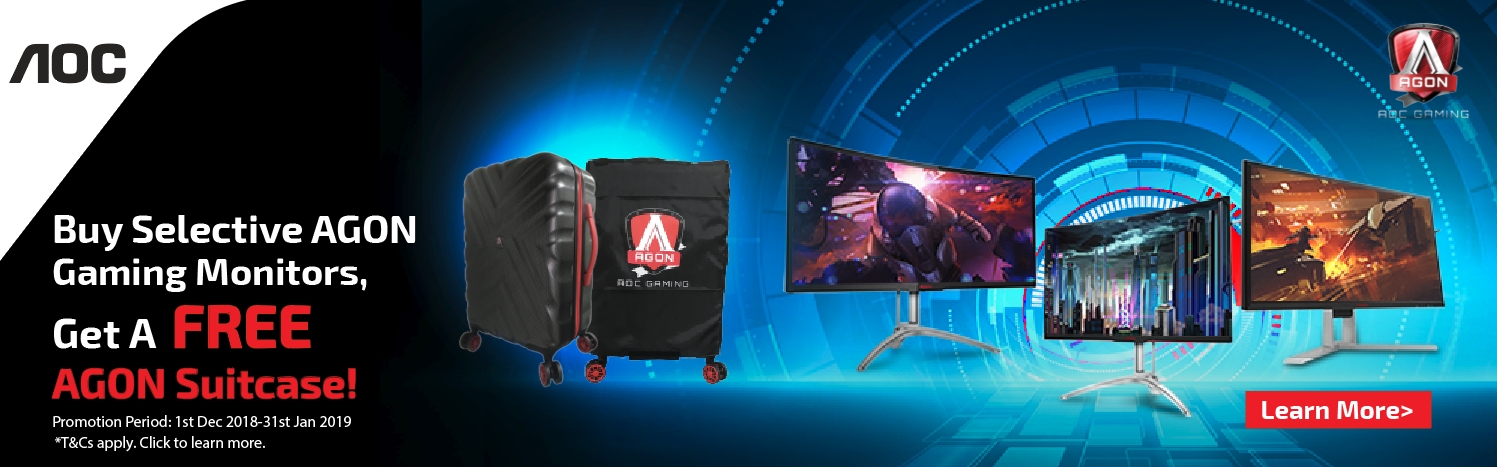 AOC
Buy Selective AGON
Gaming Monitors,
Get A FREE
AGON Suitcase!
Promotion Period: 1st Dec 2018-31st Jan 2019
*T&Cs apply. Click to learn more.
AGON
AOC GAMING
AGON
AOC GAMING
Learn More>